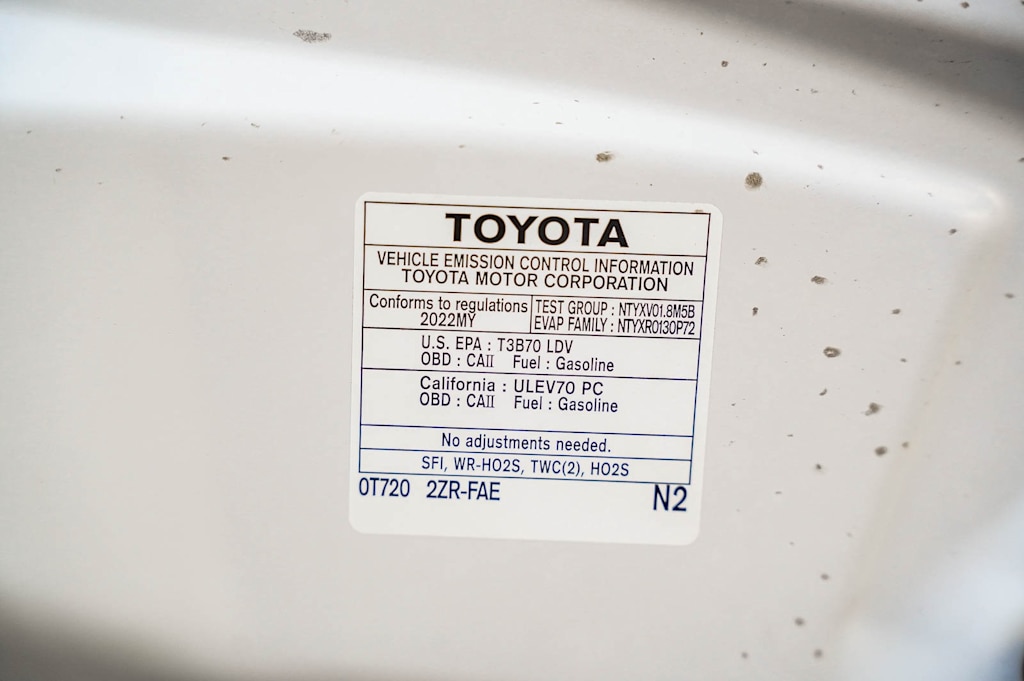 TOYOTA
VEHICLE EMISSION CONTROL INFORMATION
TOYOTA MOTOR CORPORATION
Conforms to regulations
2022MY
TEST GROUP : NTYXV01.8M5B
EVAP FAMILY : NTYXR0130P72
U.S. EPA : T3B70 LDV
OBD : CAII Fuel : Gasoline
California : ULEV70 PC
OBD : CAII Fuel : Gasoline
No adjustments needed.
SFI, WR-HO2S, TWC(2), HO2S
0T720 2ZR-FAE N2